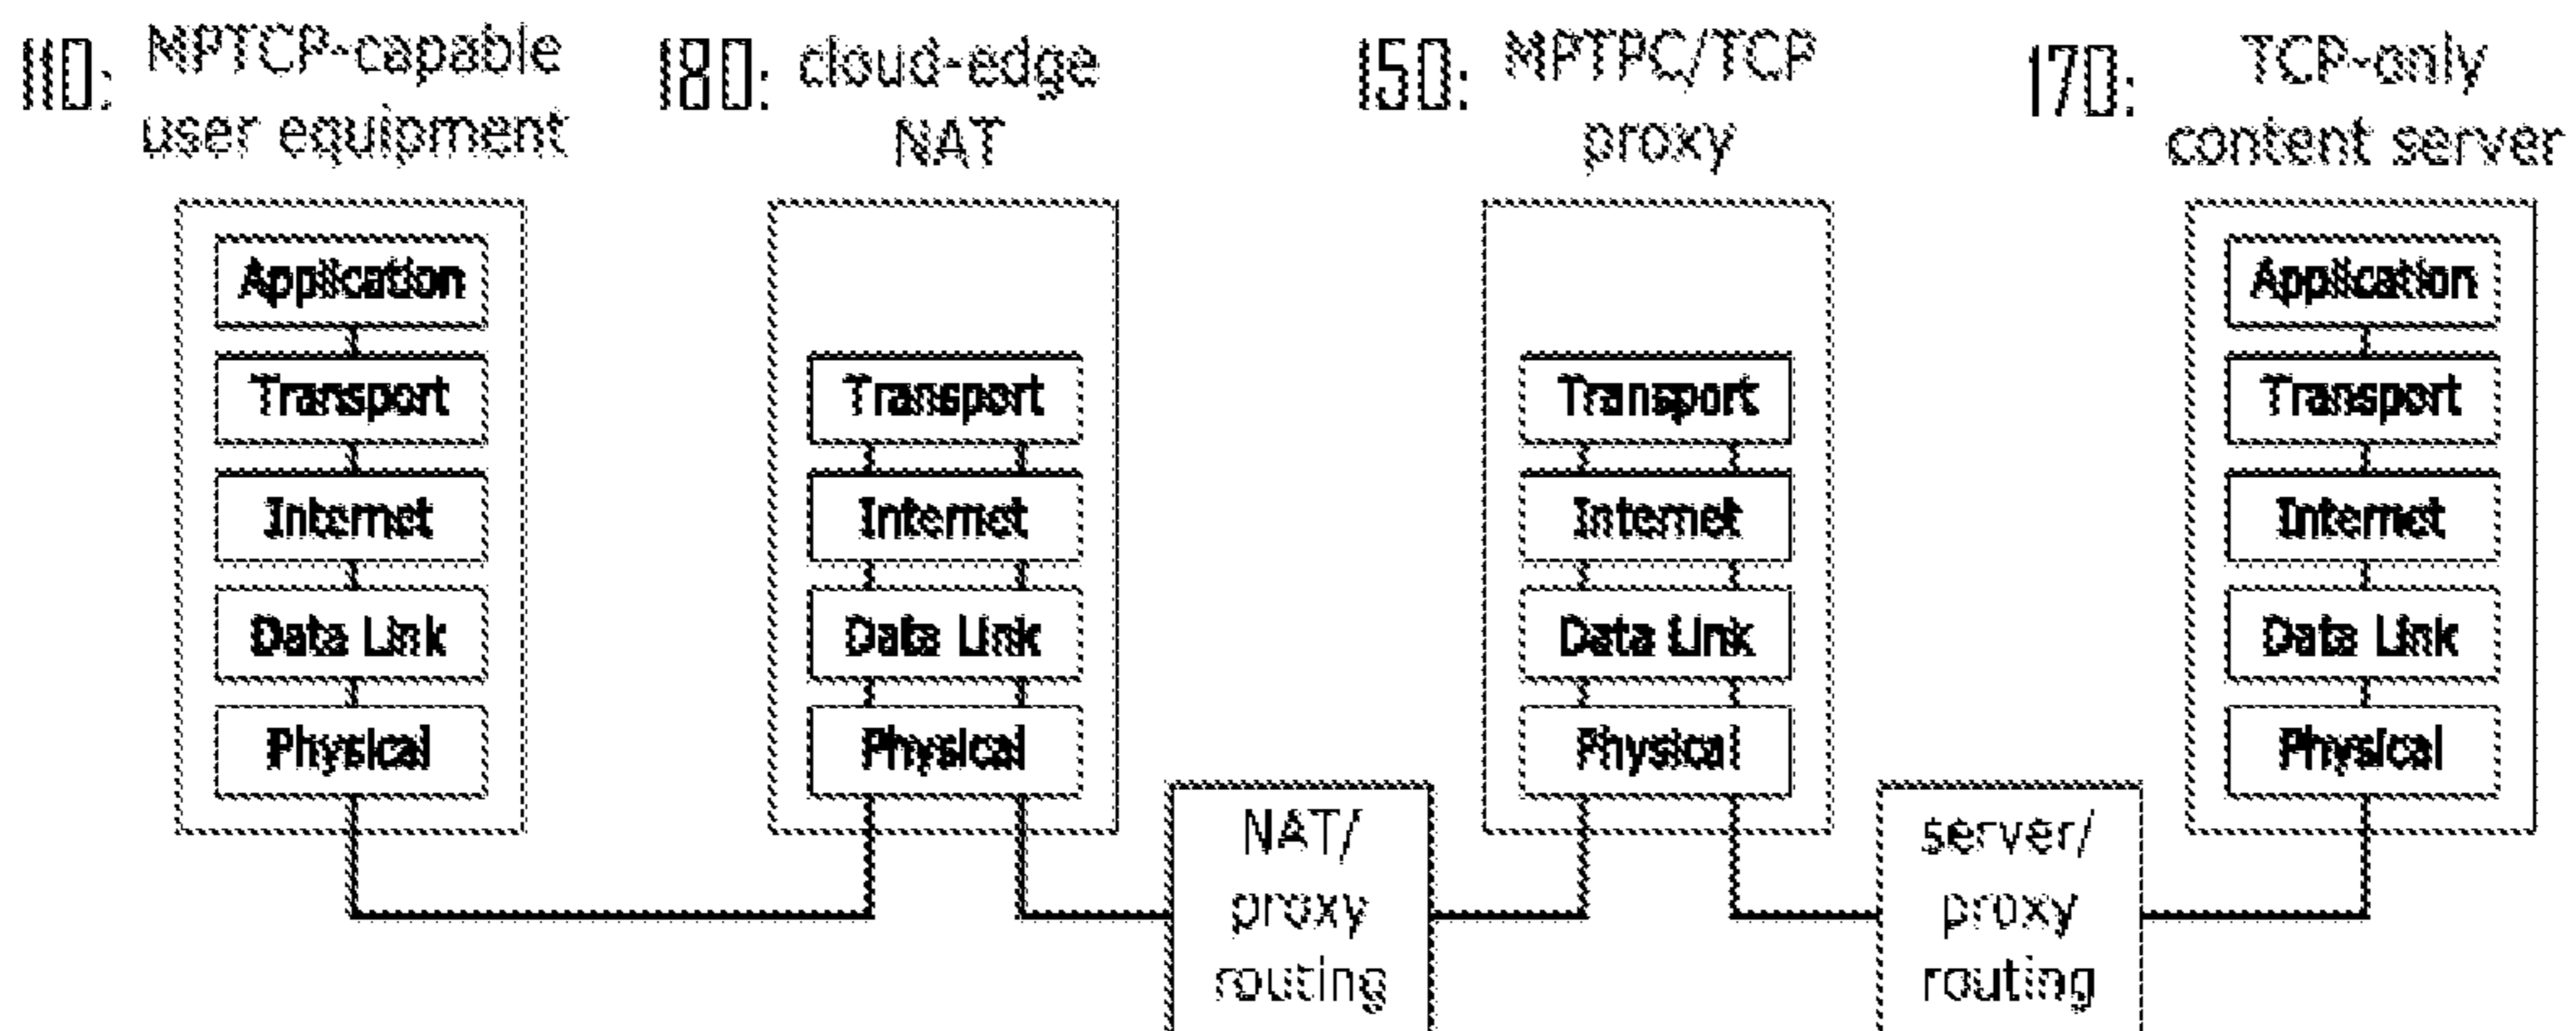 110: MPTCP-capable
user equipment
180: cloud-edge
NAT
150: MPTPC/TCP
proxy
170: TCP-only
content server
Application
Transport
Internet
Data Link
Physical
Transport
Internet
Data Link
Physical
NAT/
proxy
routing
Transport
Internet
Data Link
Physical
server/
proxy
routing
Application
Transport
Internet
Data Link
Physical